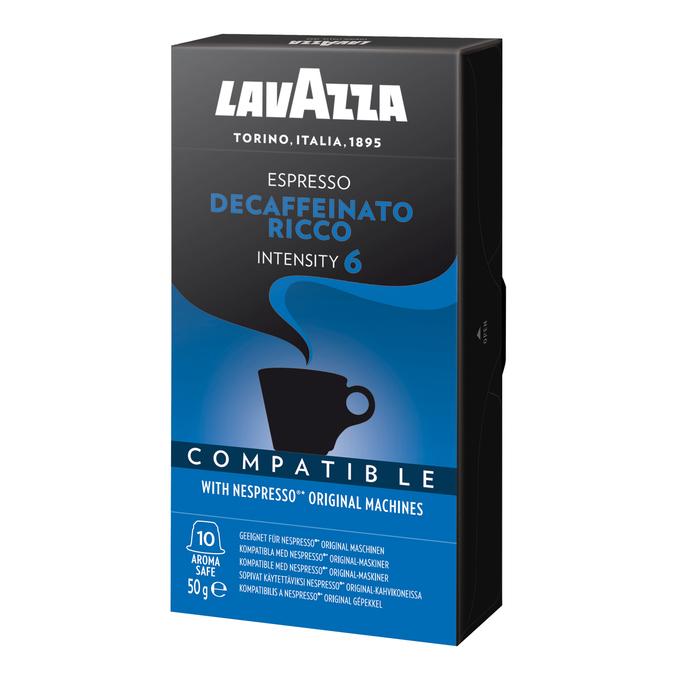 LAVAZZA
TORINO, ITALIA, 1895
ESPRESSO
DECAFFEINATO
RICCO
INTENSITY 6
COMPATIBLE
WITH NESPRESSO®* ORIGINAL MACHINES
10
AROMA
SAFE
50 g ℮
GEEIGNET FÜR NESPRESSO®* ORIGINAL MASCHINEN
KOMPATIBLA MED NESPRESSO®* ORIGINAL-MASKINER
KOMPATIBLE MED NESPRESSO®* ORIGINAL-MASKINER
SOPIVAT KÄYTETTÄVIKSI NESPRESSO®* ORIGINAL-KAHVIKONEISSA
KOMPATIBILIS A NESPRESSO®* ORIGINAL GÉPEKKEL
OPEN